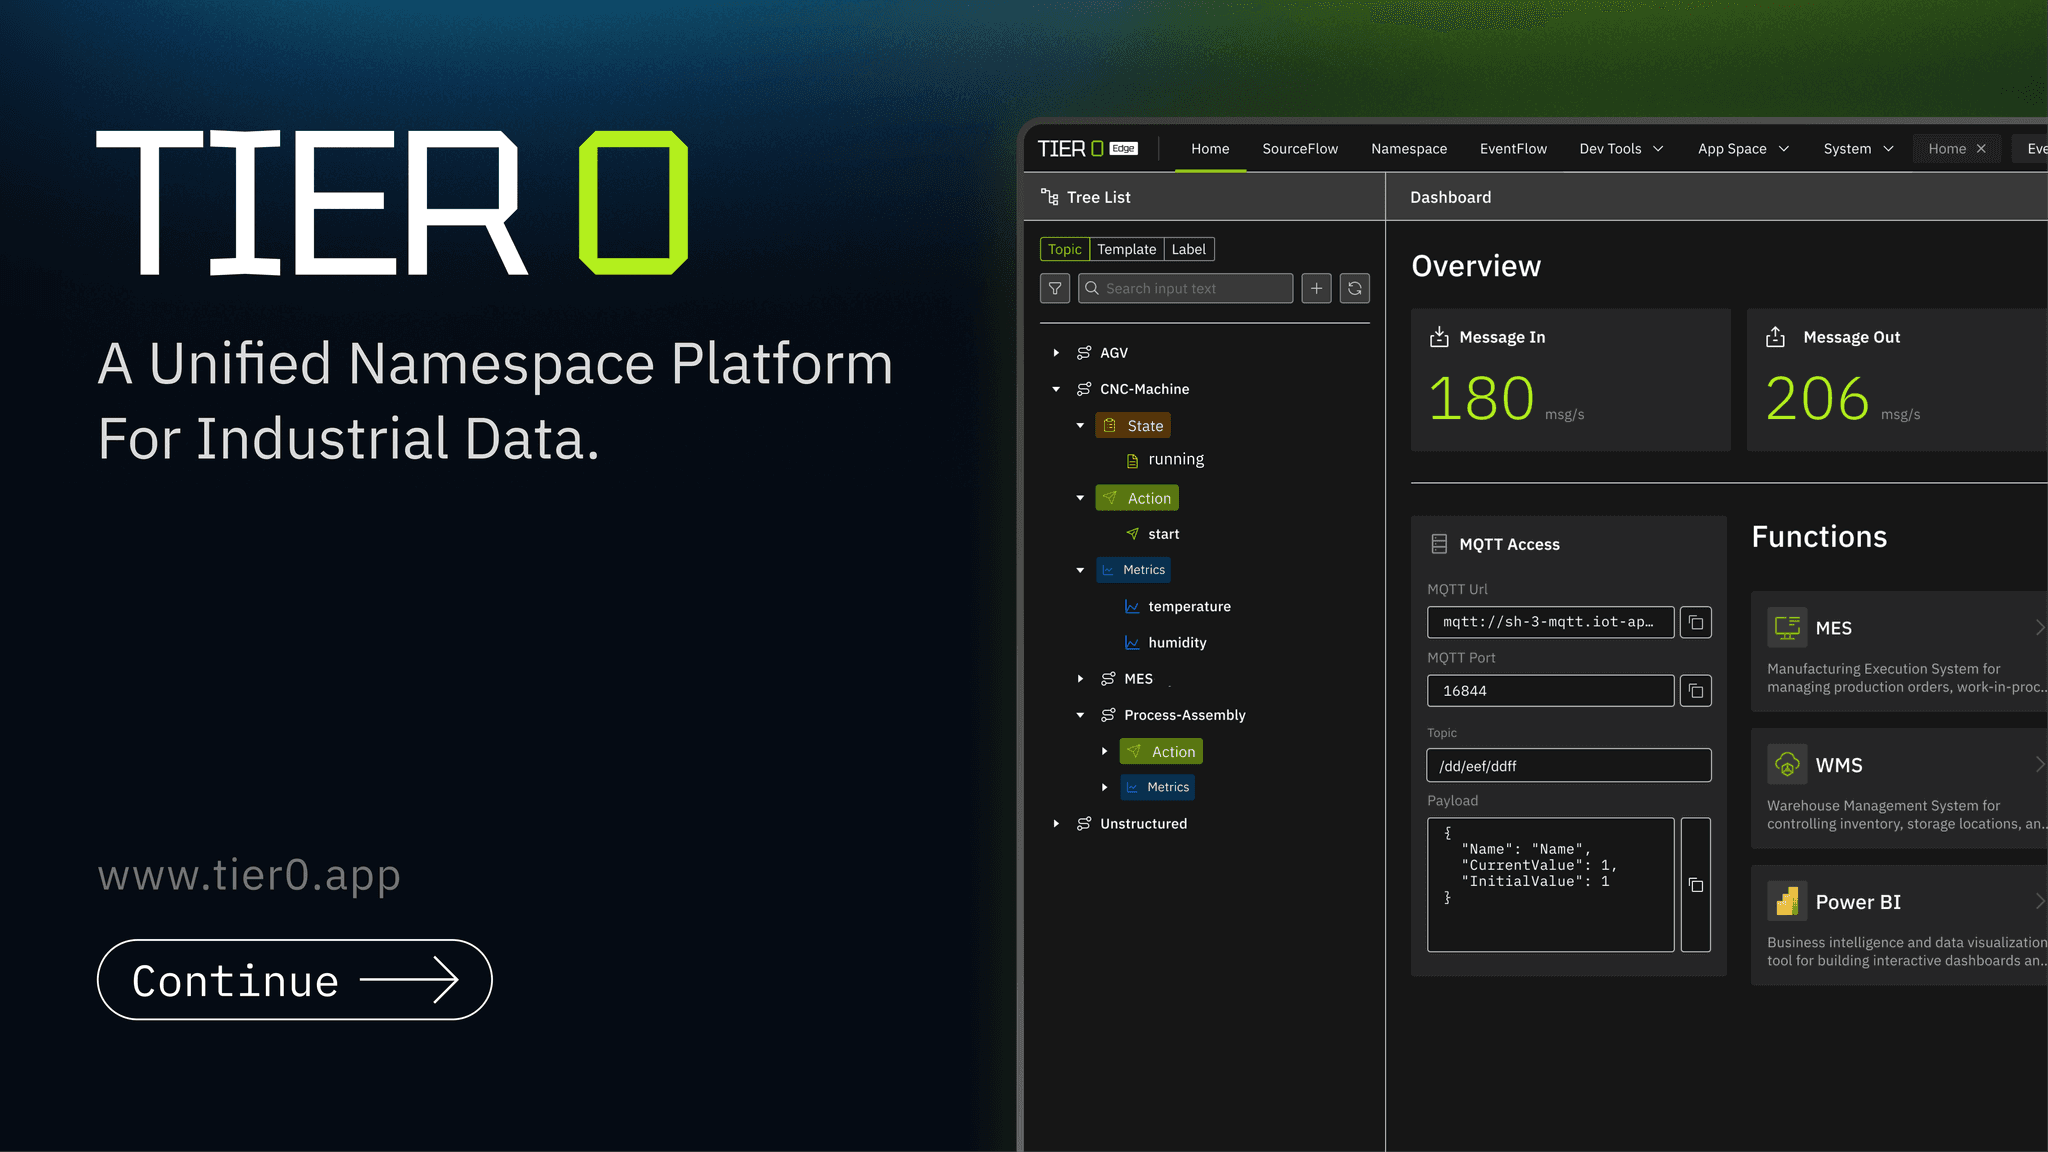 TIER 0
A Unified Namespace Platform
For Industrial Data.
www.tier0.app
Continue
TIER 0 Edge
Home
SourceFlow
Namespace
EventFlow
Dev Tools
App Space
System
Home
Eve
Tree List
Topic
Template
Label
Search input text
AGV
CNC-Machine
State
running
Action
start
Metrics
temperature
humidity
MES
Process-Assembly
Action
Metrics
Unstructured
Dashboard
Overview
Message In
180 msg/s
Message Out
206 msg/s
MQTT Access
MQTT Url
mqtt://sh-3-mqtt.iot-ap…
MQTT Port
16844
Topic
/dd/eef/ddff
Payload
{
"Name": "Name",
"CurrentValue": 1,
"InitialValue": 1
}
Functions
MES
Manufacturing Execution System for
managing production orders, work-in-proc…
WMS
Warehouse Management System for
controlling inventory, storage locations, an…
Power BI
Business intelligence and data visualization
tool for building interactive dashboards an…